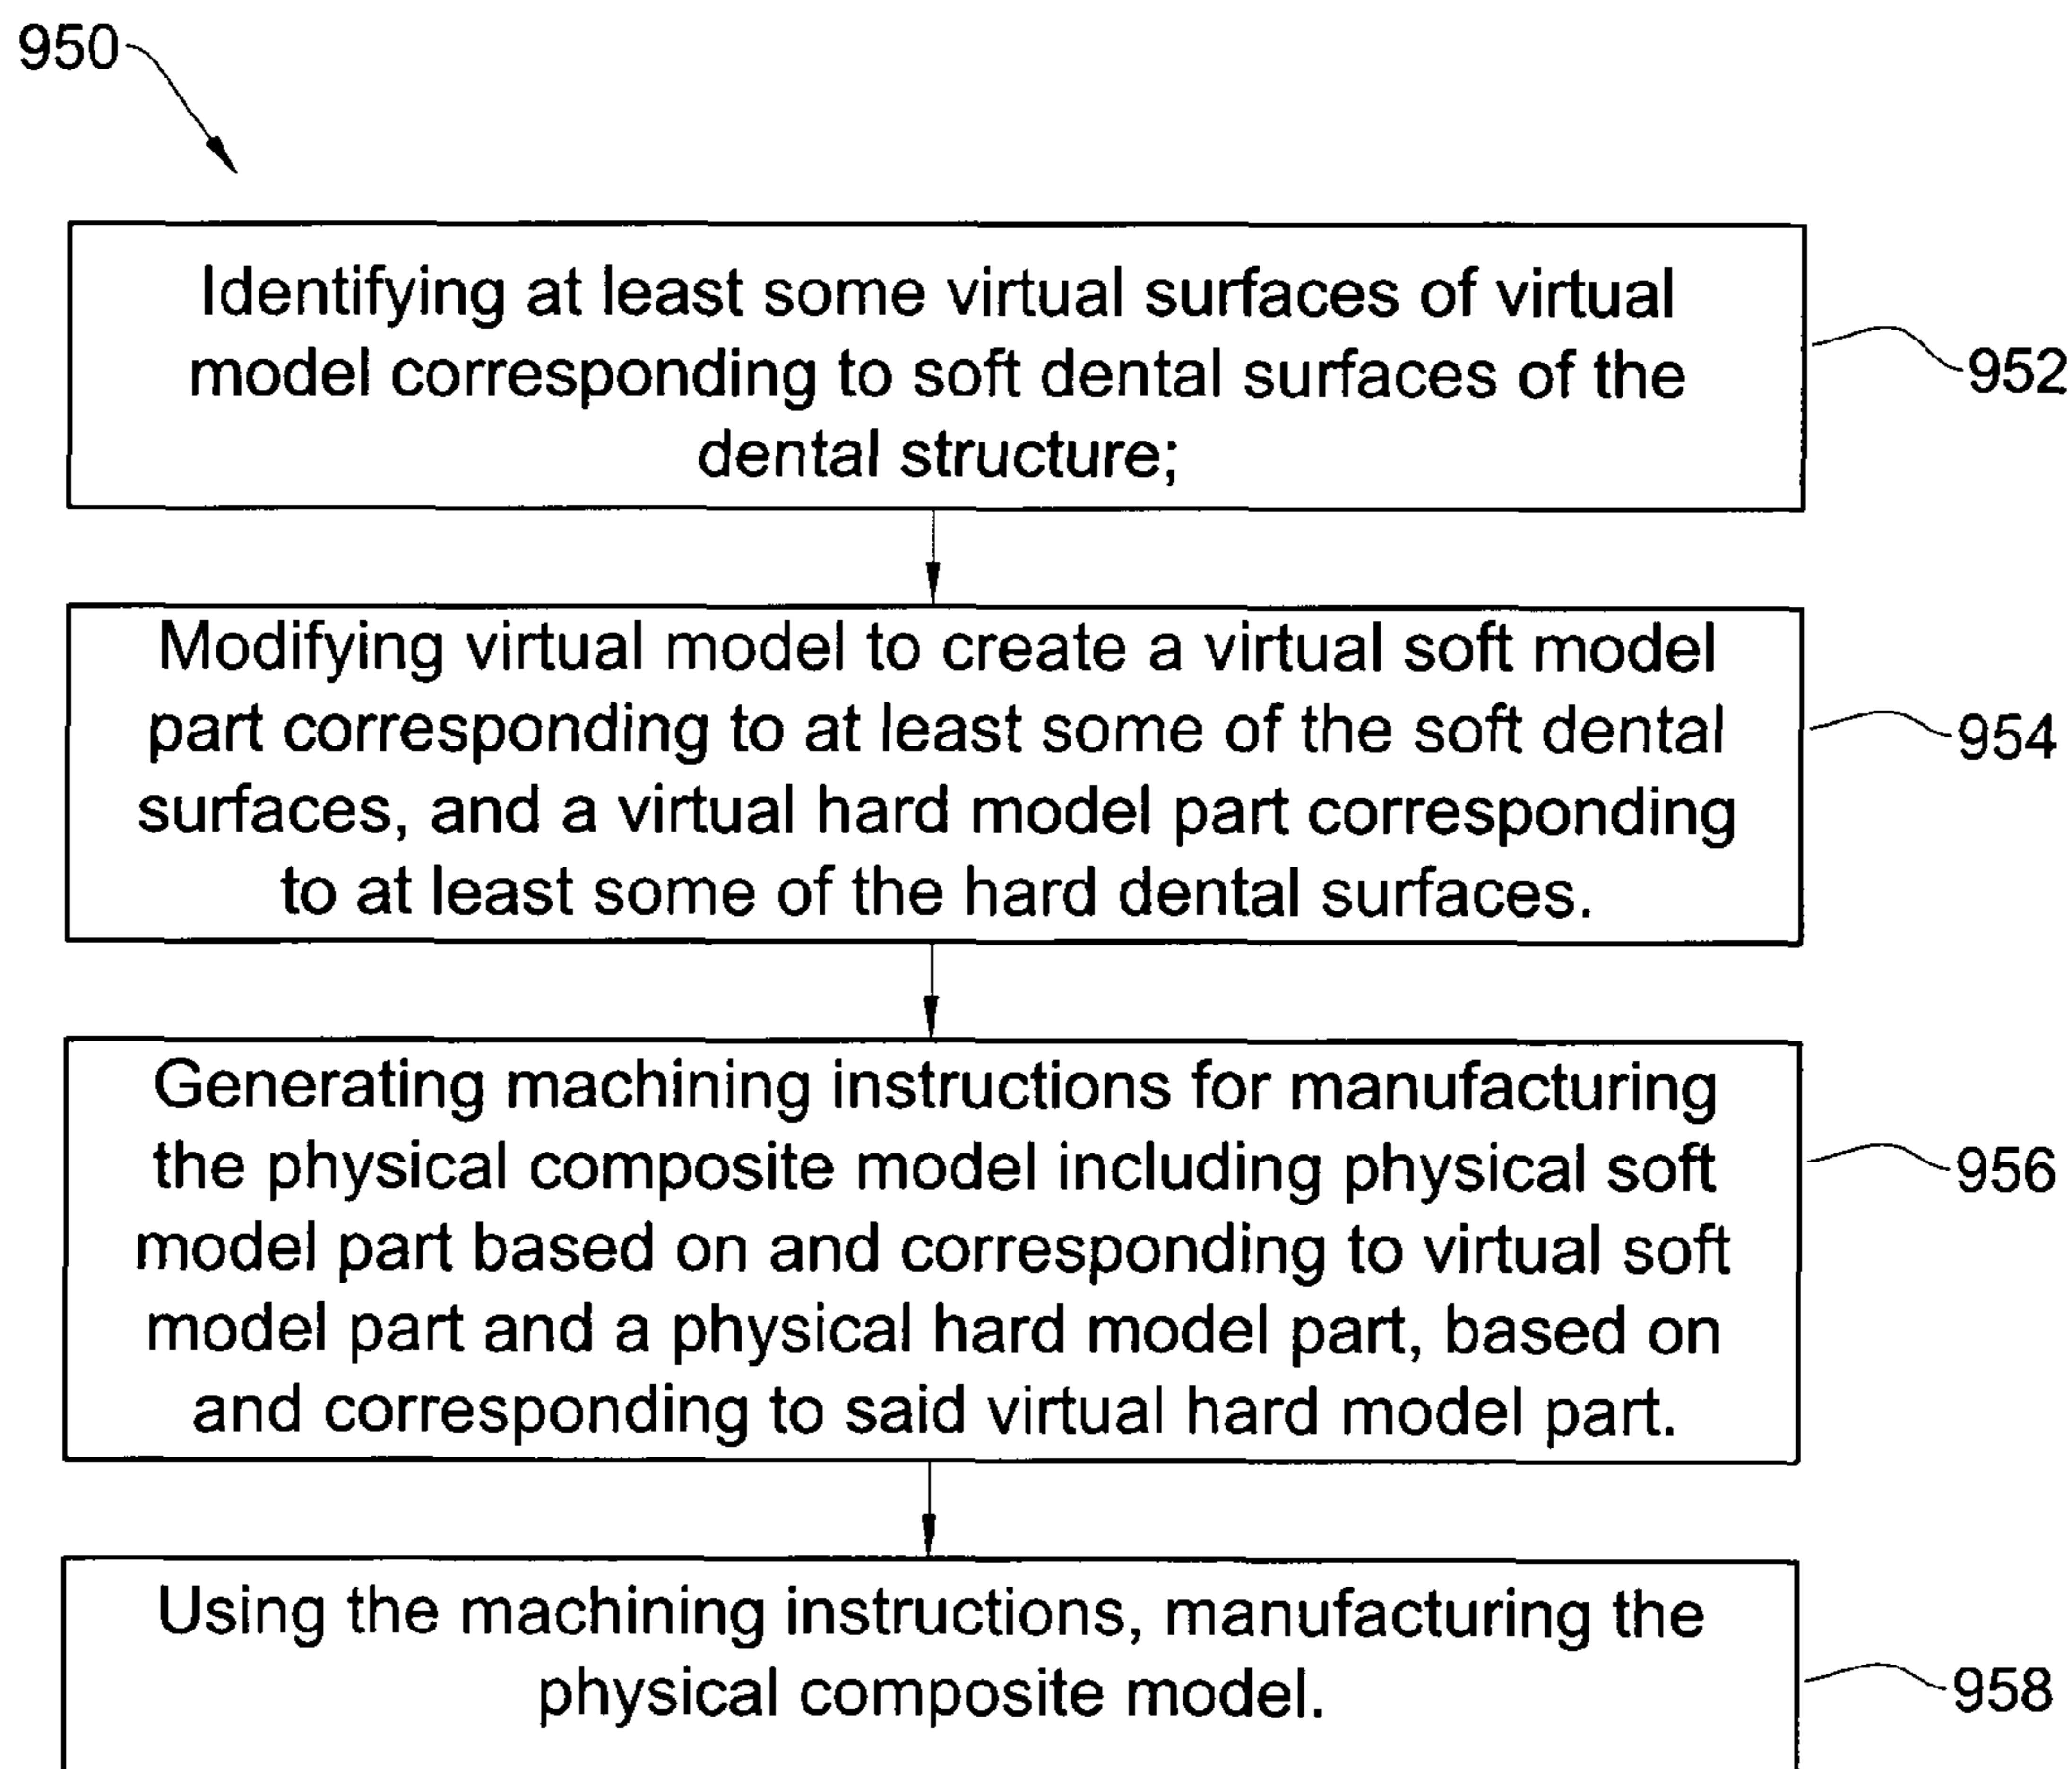 950
Identifying at least some virtual surfaces of virtual
model corresponding to soft dental surfaces of the
dental structure;
952
Modifying virtual model to create a virtual soft model
part corresponding to at least some of the soft dental
surfaces, and a virtual hard model part corresponding
to at least some of the hard dental surfaces.
954
Generating machining instructions for manufacturing
the physical composite model including physical soft
model part based on and corresponding to virtual soft
model part and a physical hard model part, based on
and corresponding to said virtual hard model part.
956
Using the machining instructions, manufacturing the
physical composite model.
958